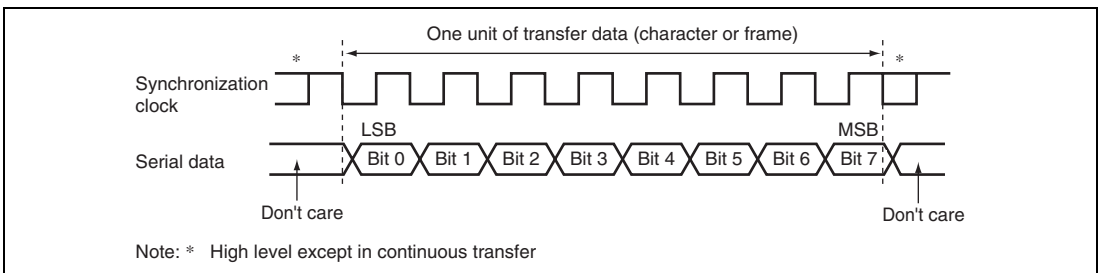 One unit of transfer data (character or frame)
*
*
Synchronization
clock
LSB
MSB
Serial data
Bit 0
Bit 1
Bit 2
Bit 3
Bit 4
Bit 5
Bit 6
Bit 7
Don't care
Don't care
Note: * High level except in continuous transfer